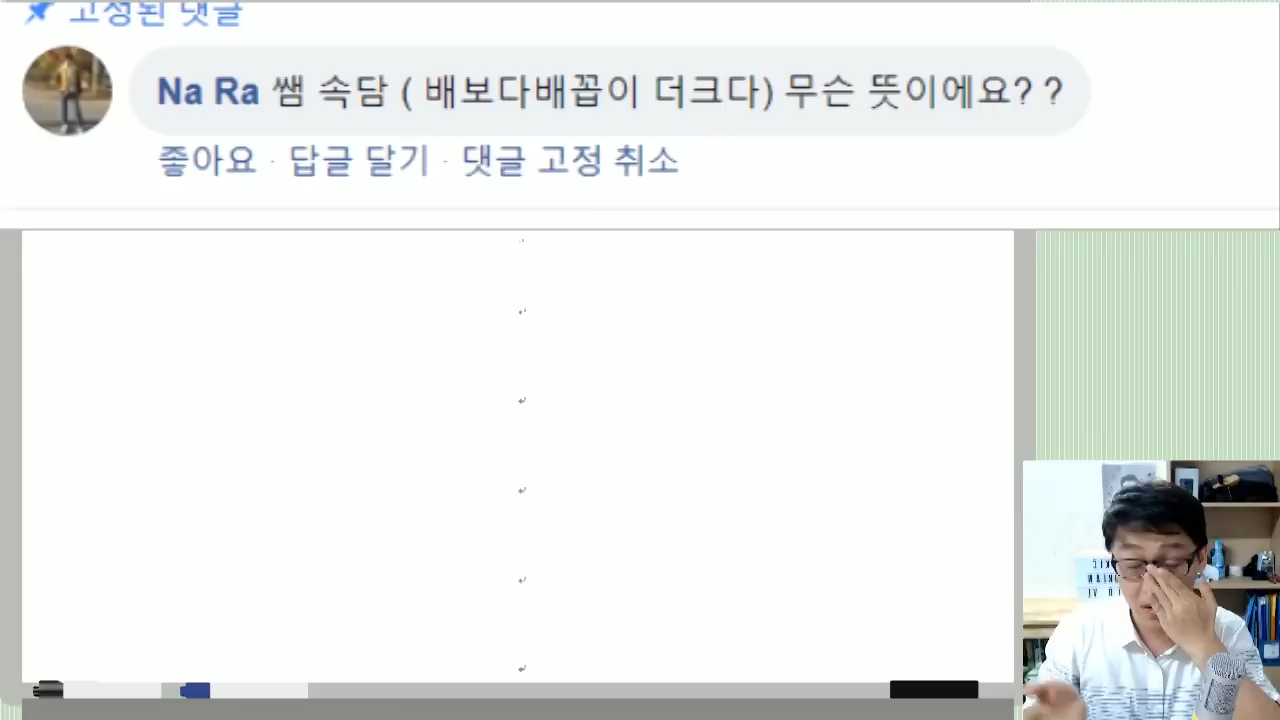 고정된 댓글
Na Ra 쌤 속담 ( 배보다배꼽이 더크다) 무슨 뜻이에요? ?
좋아요 · 답글 달기 · 댓글 고정 취소